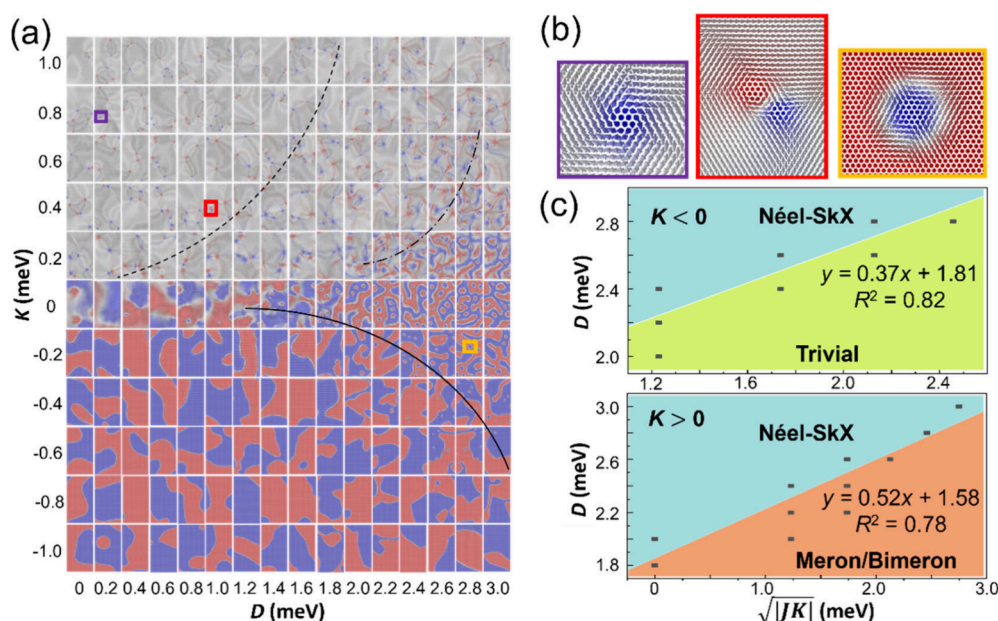 (a)
K (meV)
1.0
0.8
0.6
0.4
0.2
0
-0.2
-0.4
-0.6
-0.8
-1.0
0 0.2 0.4 0.6 0.8 1.0 1.2 1.4 1.6 1.8 2.0 2.2 2.4 2.6 2.8 3.0
D (meV)
(b)
(c)
D (meV)
2.8
2.4
2.0
K < 0
Néel-SkX
y = 0.37x + 1.81
R² = 0.82
Trivial
1.2 1.6 2.0 2.4
D (meV)
3.0
2.6
2.2
1.8
K > 0
Néel-SkX
y = 0.52x + 1.58
R² = 0.78
Meron/Bimeron
0 1.0 2.0 3.0
√|JK| (meV)